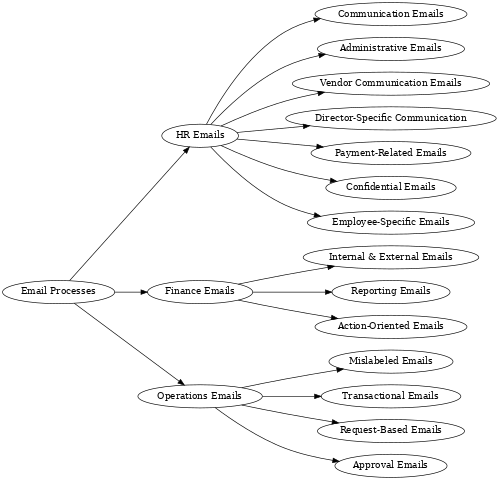 Communication Emails
Administrative Emails
Vendor Communication Emails
Director-Specific Communication
HR Emails
Payment-Related Emails
Confidential Emails
Employee-Specific Emails
Internal & External Emails
Email Processes
Finance Emails
Reporting Emails
Action-Oriented Emails
Mislabeled Emails
Operations Emails
Transactional Emails
Request-Based Emails
Approval Emails